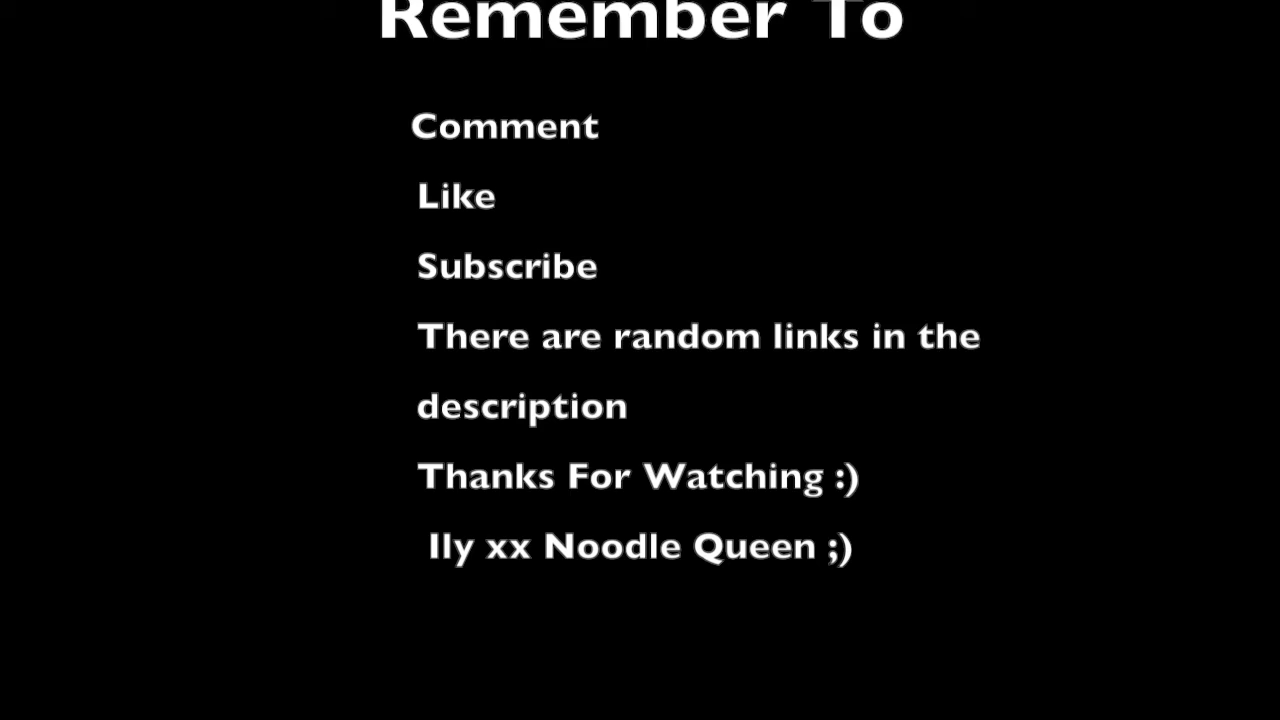 Remember To
Comment
Like
Subscribe
There are random links in the
description
Thanks For Watching :)
Ily xx Noodle Queen ;)